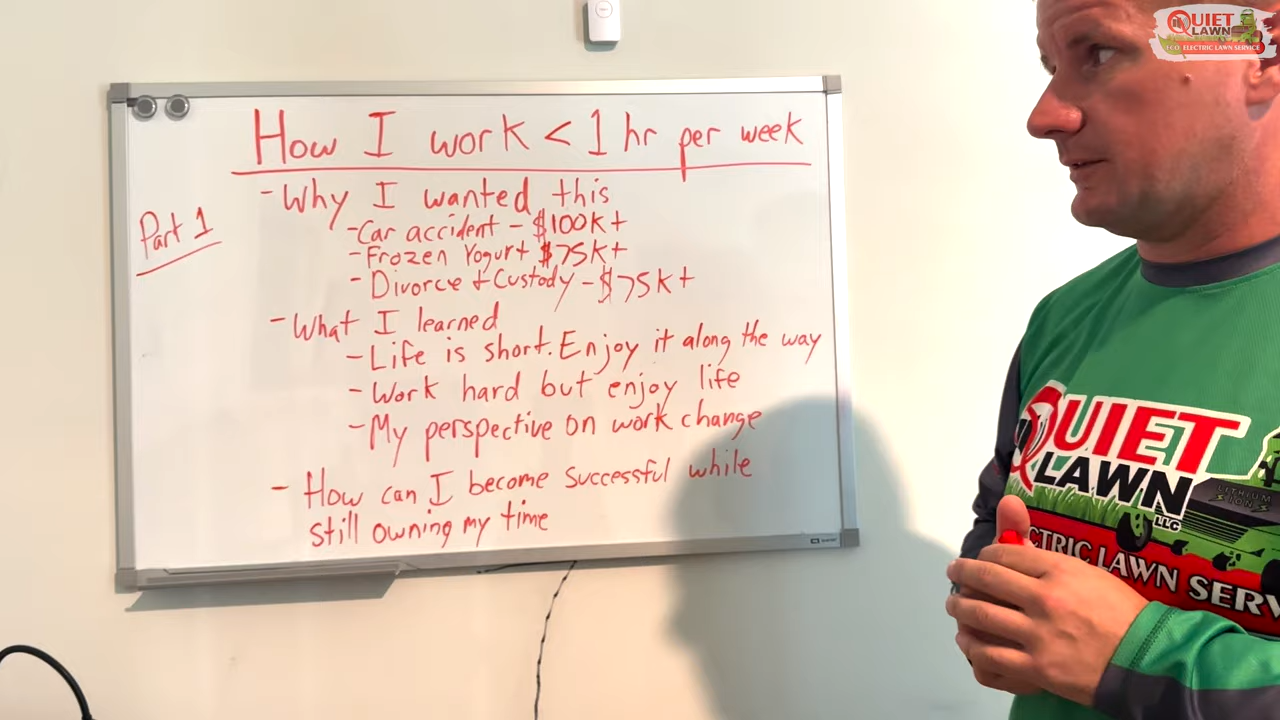 How I work < 1 hr per week
Part 1
- Why I wanted this
- Car accident - $100K+
- Frozen Yogurt $75K+
- Divorce + Custody - $75K+
- What I learned
- Life is short. Enjoy it along the way
- Work hard but enjoy life
- My perspective on work change
- How can I become successful while
still owning my time
QUIET
LAWN
ECO ELECTRIC LAWN SERVICE
QUIET
LAWN
LLC
LITHIUM
ION
CTRIC LAWN SERV